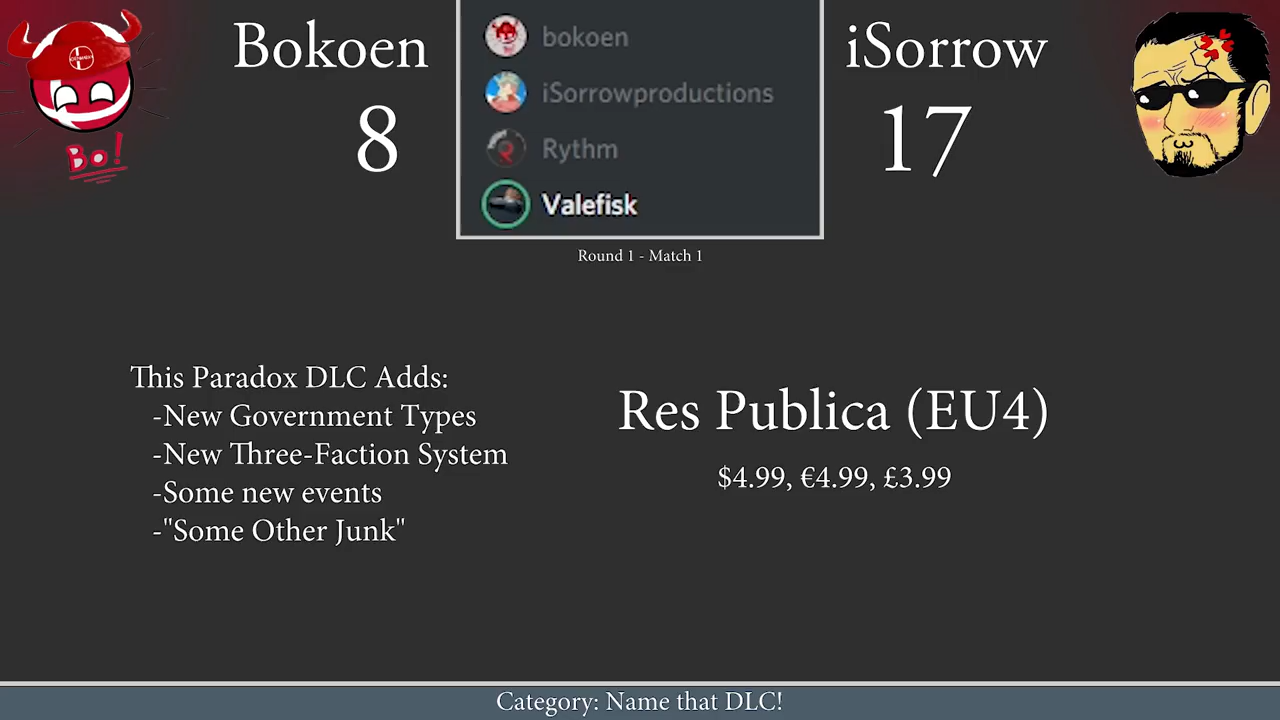 Bokoen
8
bokoen
iSorrowproductions
Rythm
Valefisk
iSorrow
17
Bo!
Round 1 - Match 1
This Paradox DLC Adds:
-New Government Types
-New Three-Faction System
-Some new events
-"Some Other Junk"
Res Publica (EU4)
$4.99, €4.99, £3.99
Category: Name that DLC!